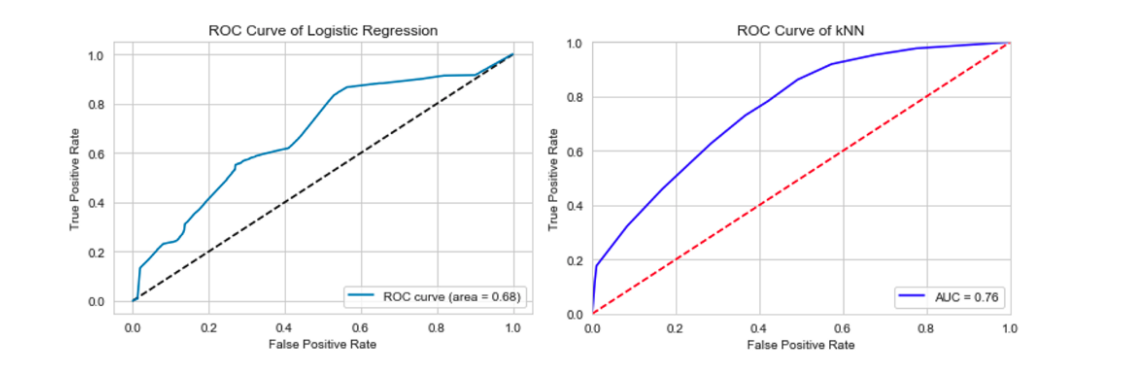 ROC Curve of Logistic Regression
1.0
0.8
0.6
0.4
0.2
0.0
True Positive Rate
ROC curve (area = 0.68)
0.0 0.2 0.4 0.6 0.8 1.0
False Positive Rate
ROC Curve of kNN
1.0
0.8
0.6
0.4
0.2
0.0
True Positive Rate
AUC = 0.76
0.0 0.2 0.4 0.6 0.8 1.0
False Positive Rate